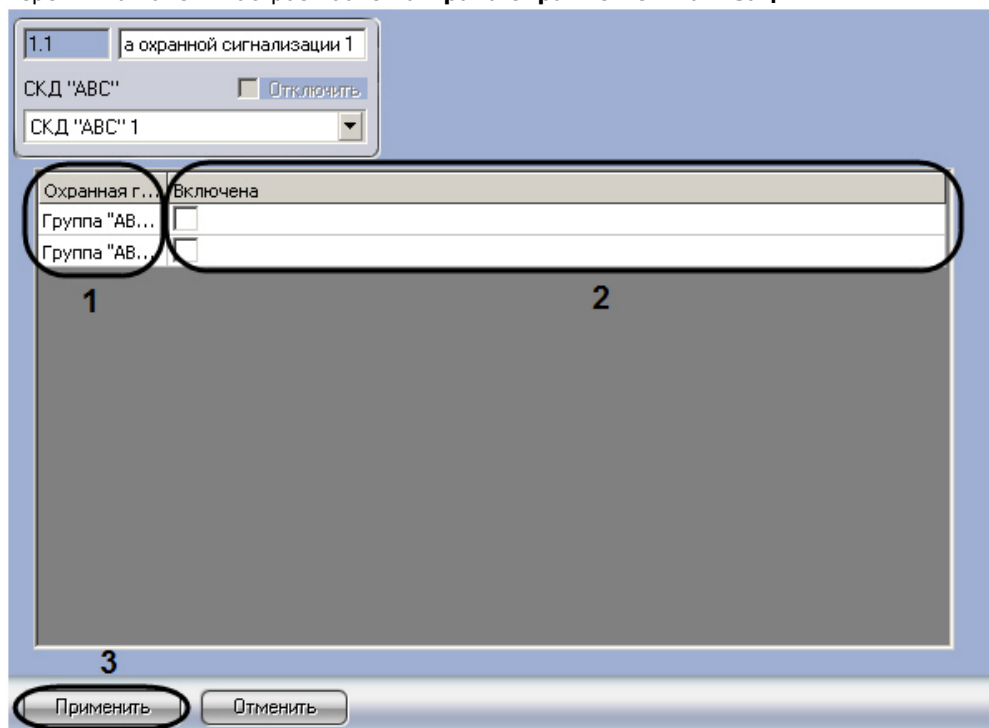 1.1 а охранной сигнализации 1
СКД "ABC" Отключить
СКД "ABC" 1
Охранная г... Включена
Группа "АВ...
Группа "АВ...
1 2
3
Применить Отменить